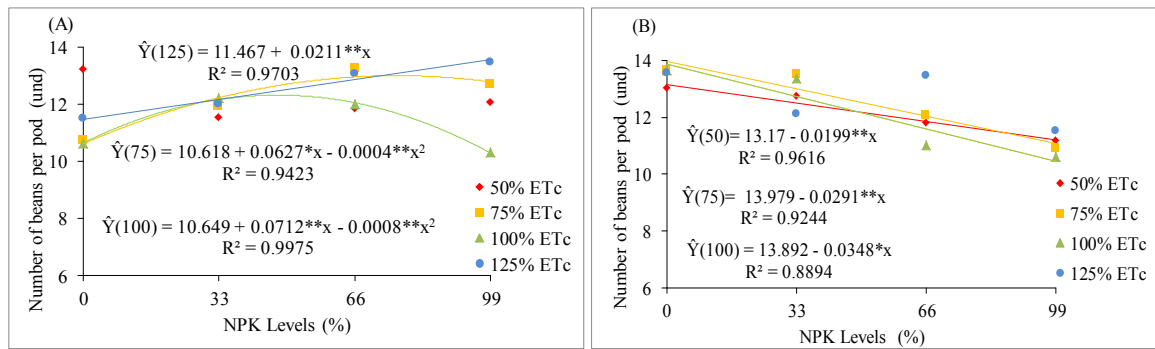 (A)
Number of beans per pod (und)
14
12
10
8
6
Ŷ(125) = 11.467 + 0.0211**x
R² = 0.9703
Ŷ(75) = 10.618 + 0.0627*x - 0.0004**x²
R² = 0.9423
Ŷ(100) = 10.649 + 0.0712**x - 0.0008**x²
R² = 0.9975
50% ETc
75% ETc
100% ETc
125% ETc
0 33 66 99
NPK Levels (%)
(B)
Number of beans per pod (und)
14
12
10
8
6
Ŷ(50)= 13.17 - 0.0199**x
R² = 0.9616
Ŷ(75)= 13.979 - 0.0291**x
R² = 0.9244
Ŷ(100) = 13.892 - 0.0348*x
R² = 0.8894
50% ETc
75% ETc
100% ETc
125% ETc
0 33 66 99
NPK Levels (%)